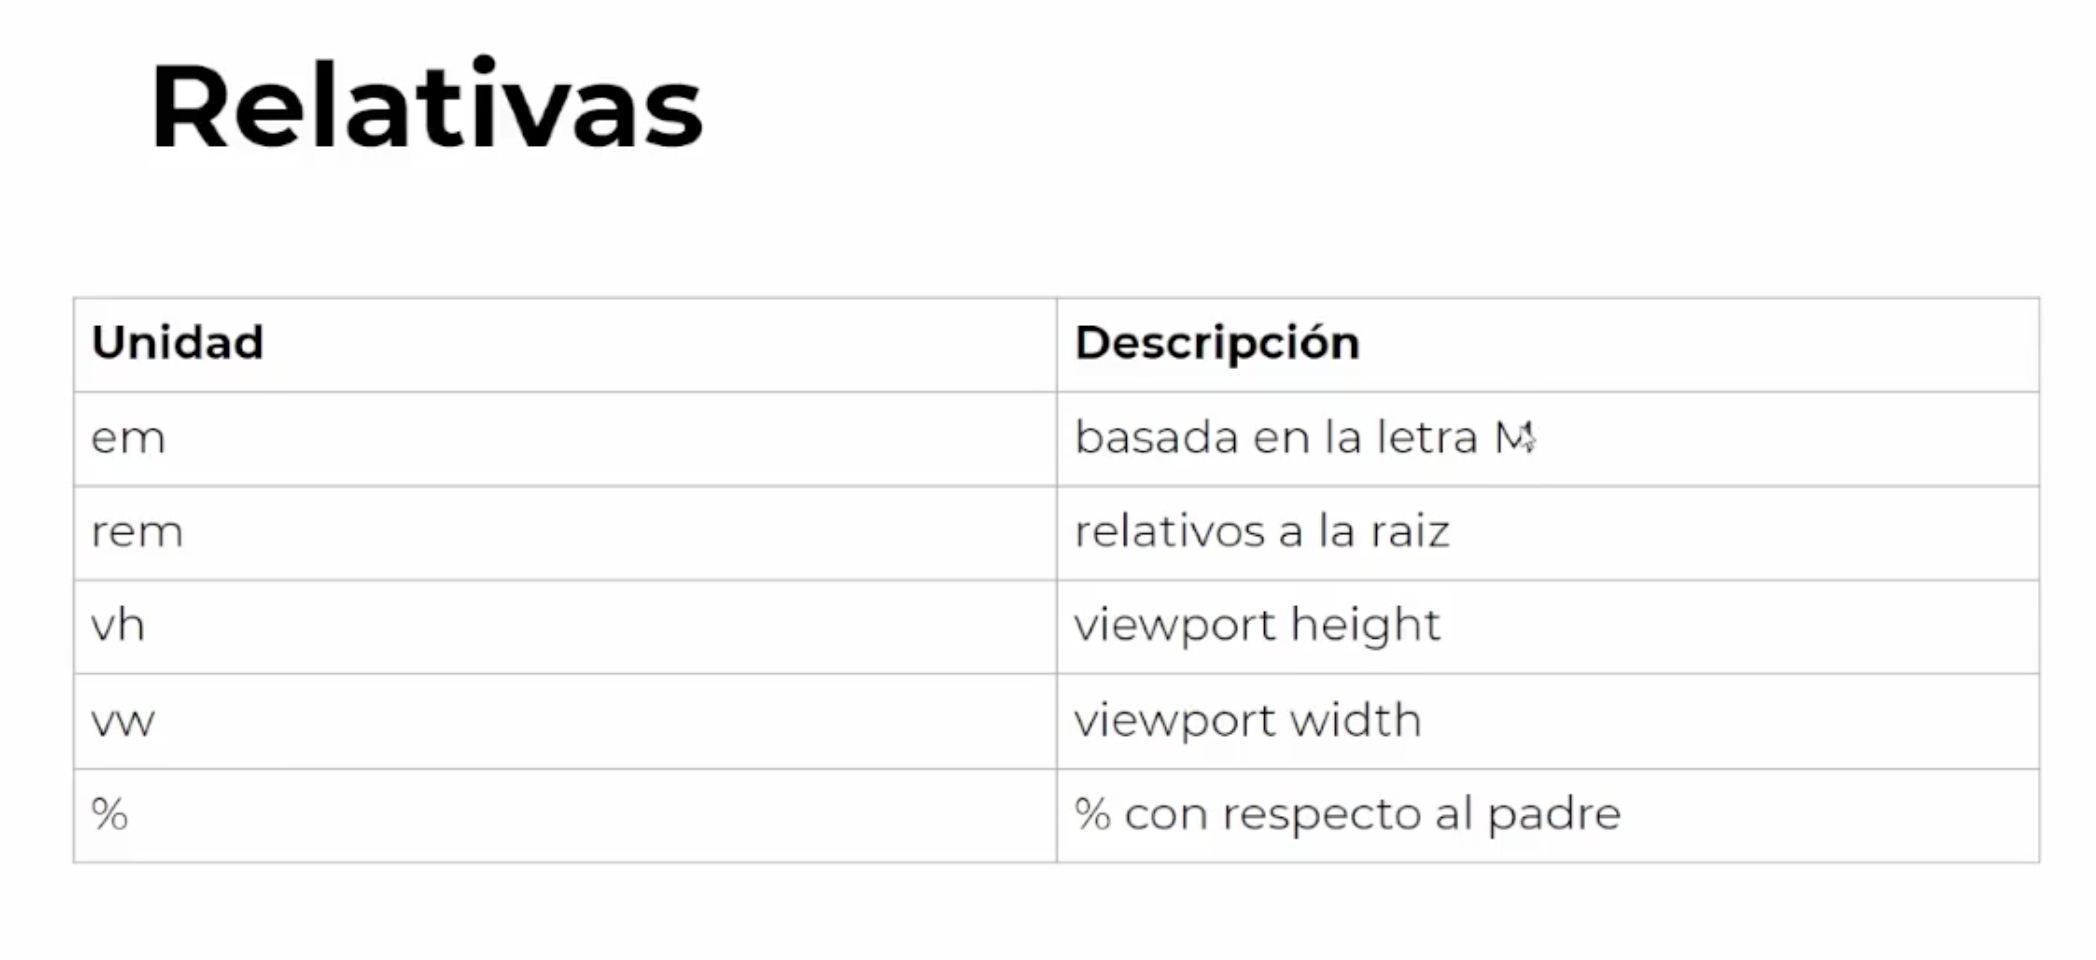 Relativas
Unidad Descripción
em basada en la letra M
rem relativos a la raiz
vh viewport height
vw viewport width
% % con respecto al padre